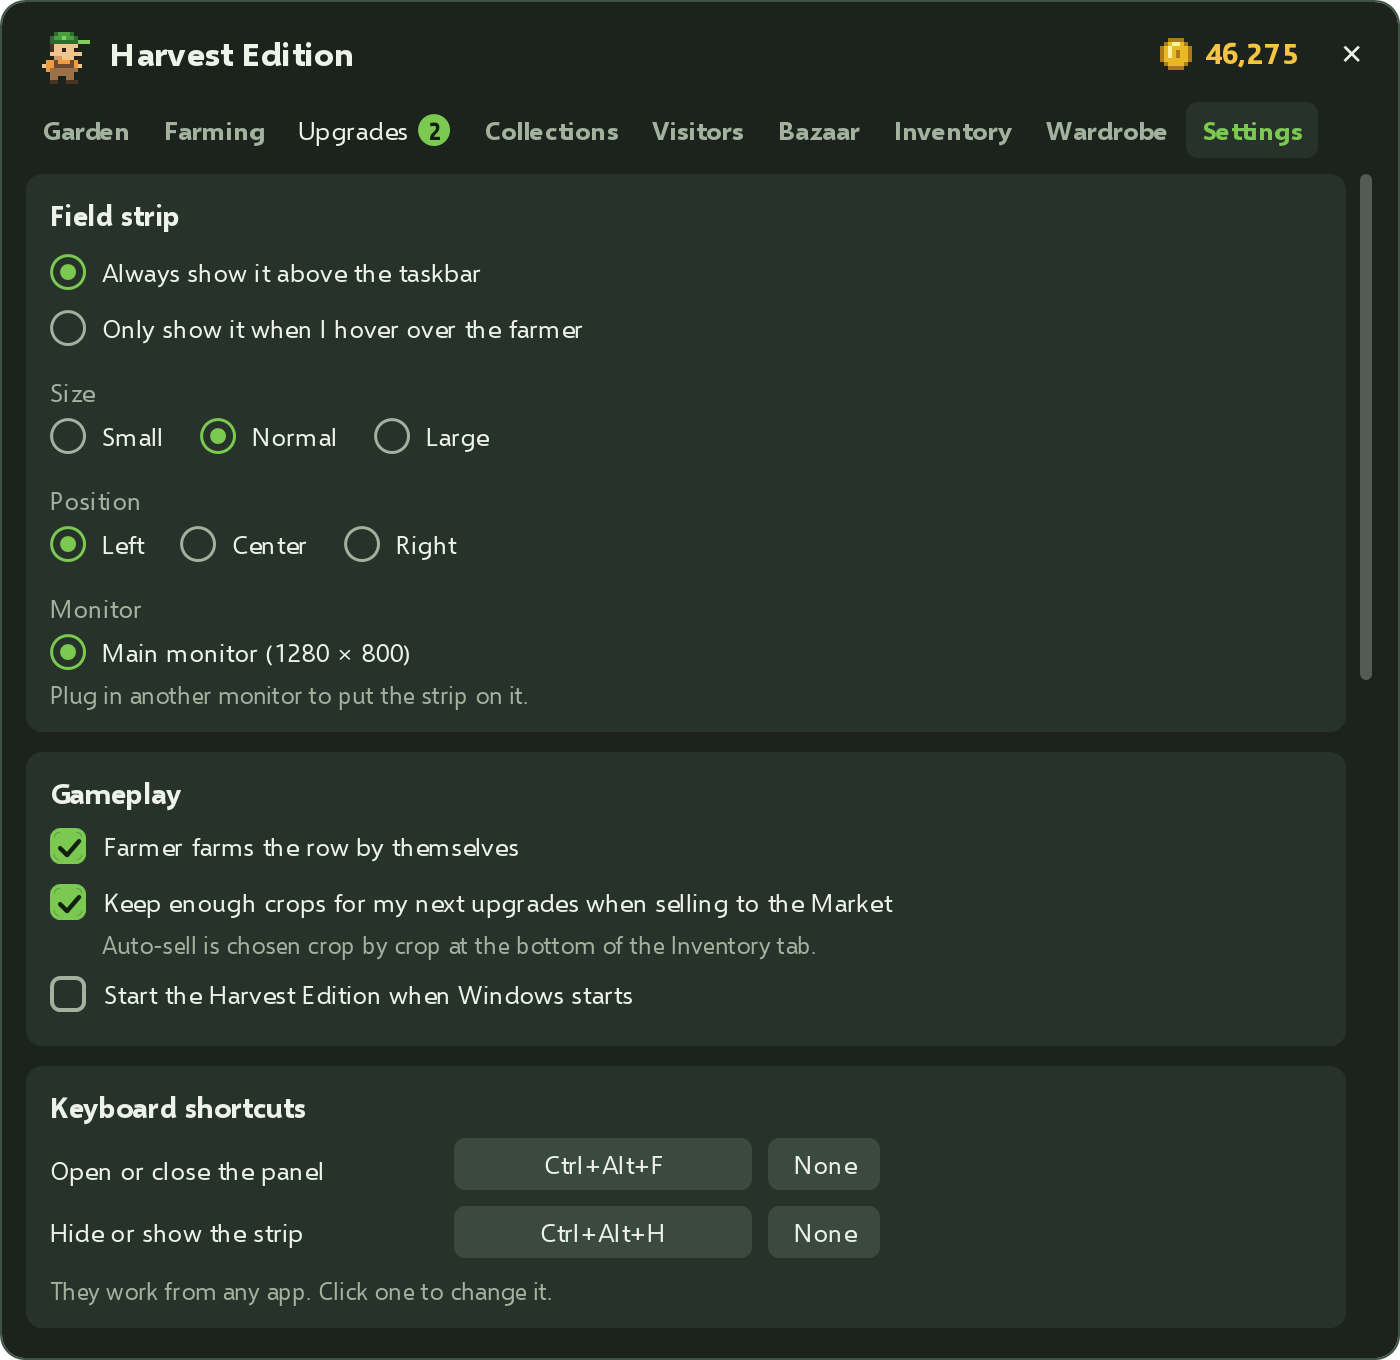 Harvest Edition
46,275
Garden Farming Upgrades 2 Collections Visitors Bazaar Inventory Wardrobe Settings
Field strip
Always show it above the taskbar
Only show it when I hover over the farmer
Size
Small Normal Large
Position
Left Center Right
Monitor
Main monitor (1280 × 800)
Plug in another monitor to put the strip on it.
Gameplay
Farmer farms the row by themselves
Keep enough crops for my next upgrades when selling to the Market
Auto-sell is chosen crop by crop at the bottom of the Inventory tab.
Start the Harvest Edition when Windows starts
Keyboard shortcuts
Open or close the panel Ctrl+Alt+F None
Hide or show the strip Ctrl+Alt+H None
They work from any app. Click one to change it.